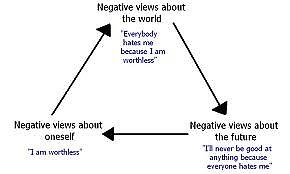 Negative views about
the world
"Everybody
hates me
because I am
worthless"
Negative views about
oneself
"I am worthless"
Negative views about
the future
"I'll never be good at
anything because
everyone hates me"